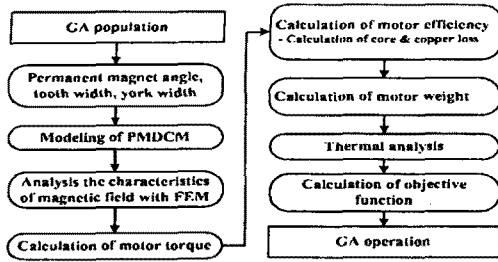 GA population
Permanent magnet angle,
tooth width, york width
Modeling of PMDCM
Analysis the characteristics
of magnetic field with FEM
Calculation of motor torque
Calculation of motor efficiency
- Calculation of core & copper loss
Calculation of motor weight
Thermal analysis
Calculation of objective
function
GA operation